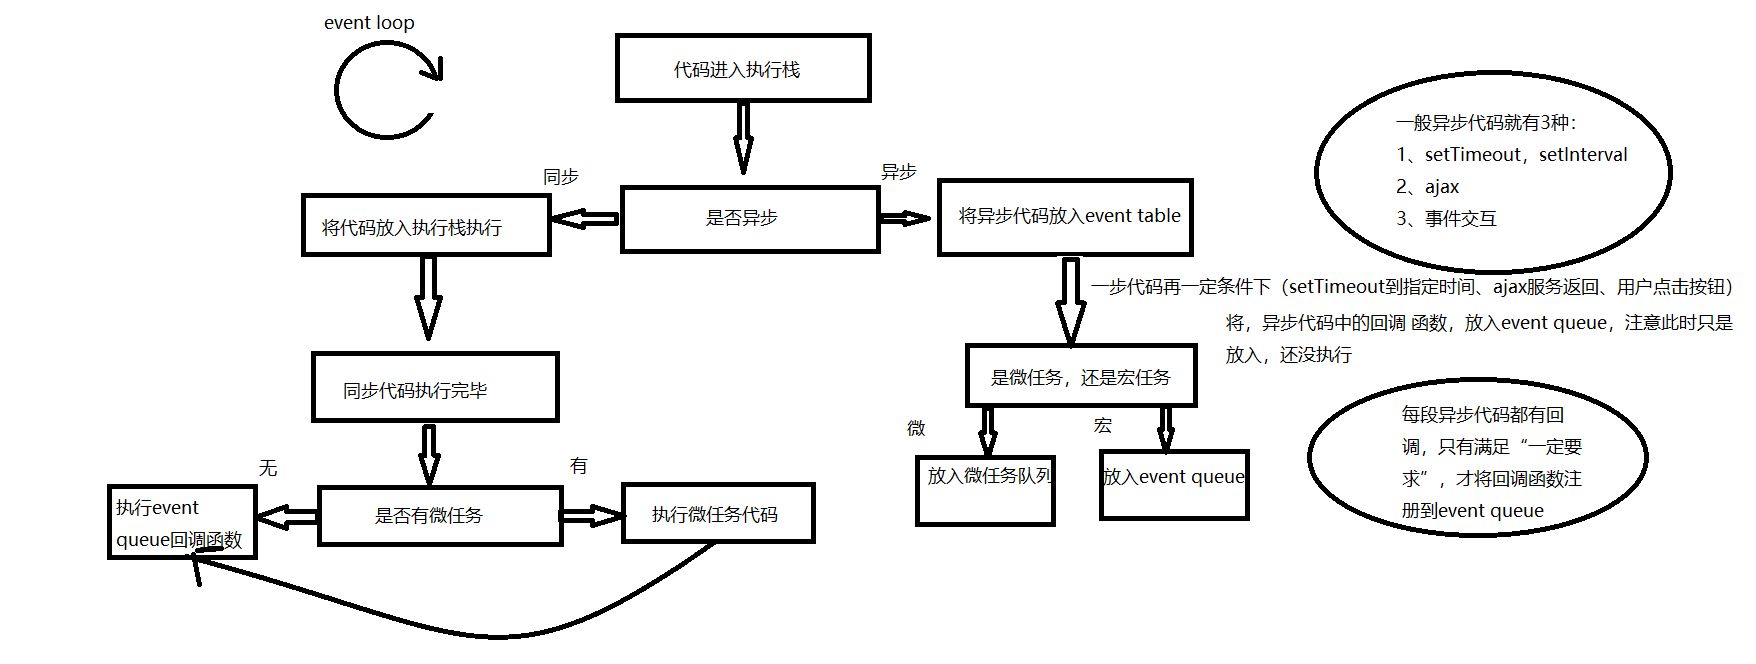 event loop
代码进入执行栈
同步
异步
将代码放入执行栈执行
是否异步
将异步代码放入event table
一般异步代码就有3种：
1、setTimeout，setInterval
2、ajax
3、事件交互
一步代码再一定条件下（setTimeout到指定时间、ajax服务返回、用户点击按钮）
将，异步代码中的回调 函数，放入event queue，注意此时只是
放入，还没执行
同步代码执行完毕
是微任务，还是宏任务
微
宏
放入微任务队列
放入event queue
每段异步代码都有回
调，只有满足“一定要
求”，才将回调函数注
册到event queue
无
有
执行event
queue回调函数
是否有微任务
执行微任务代码